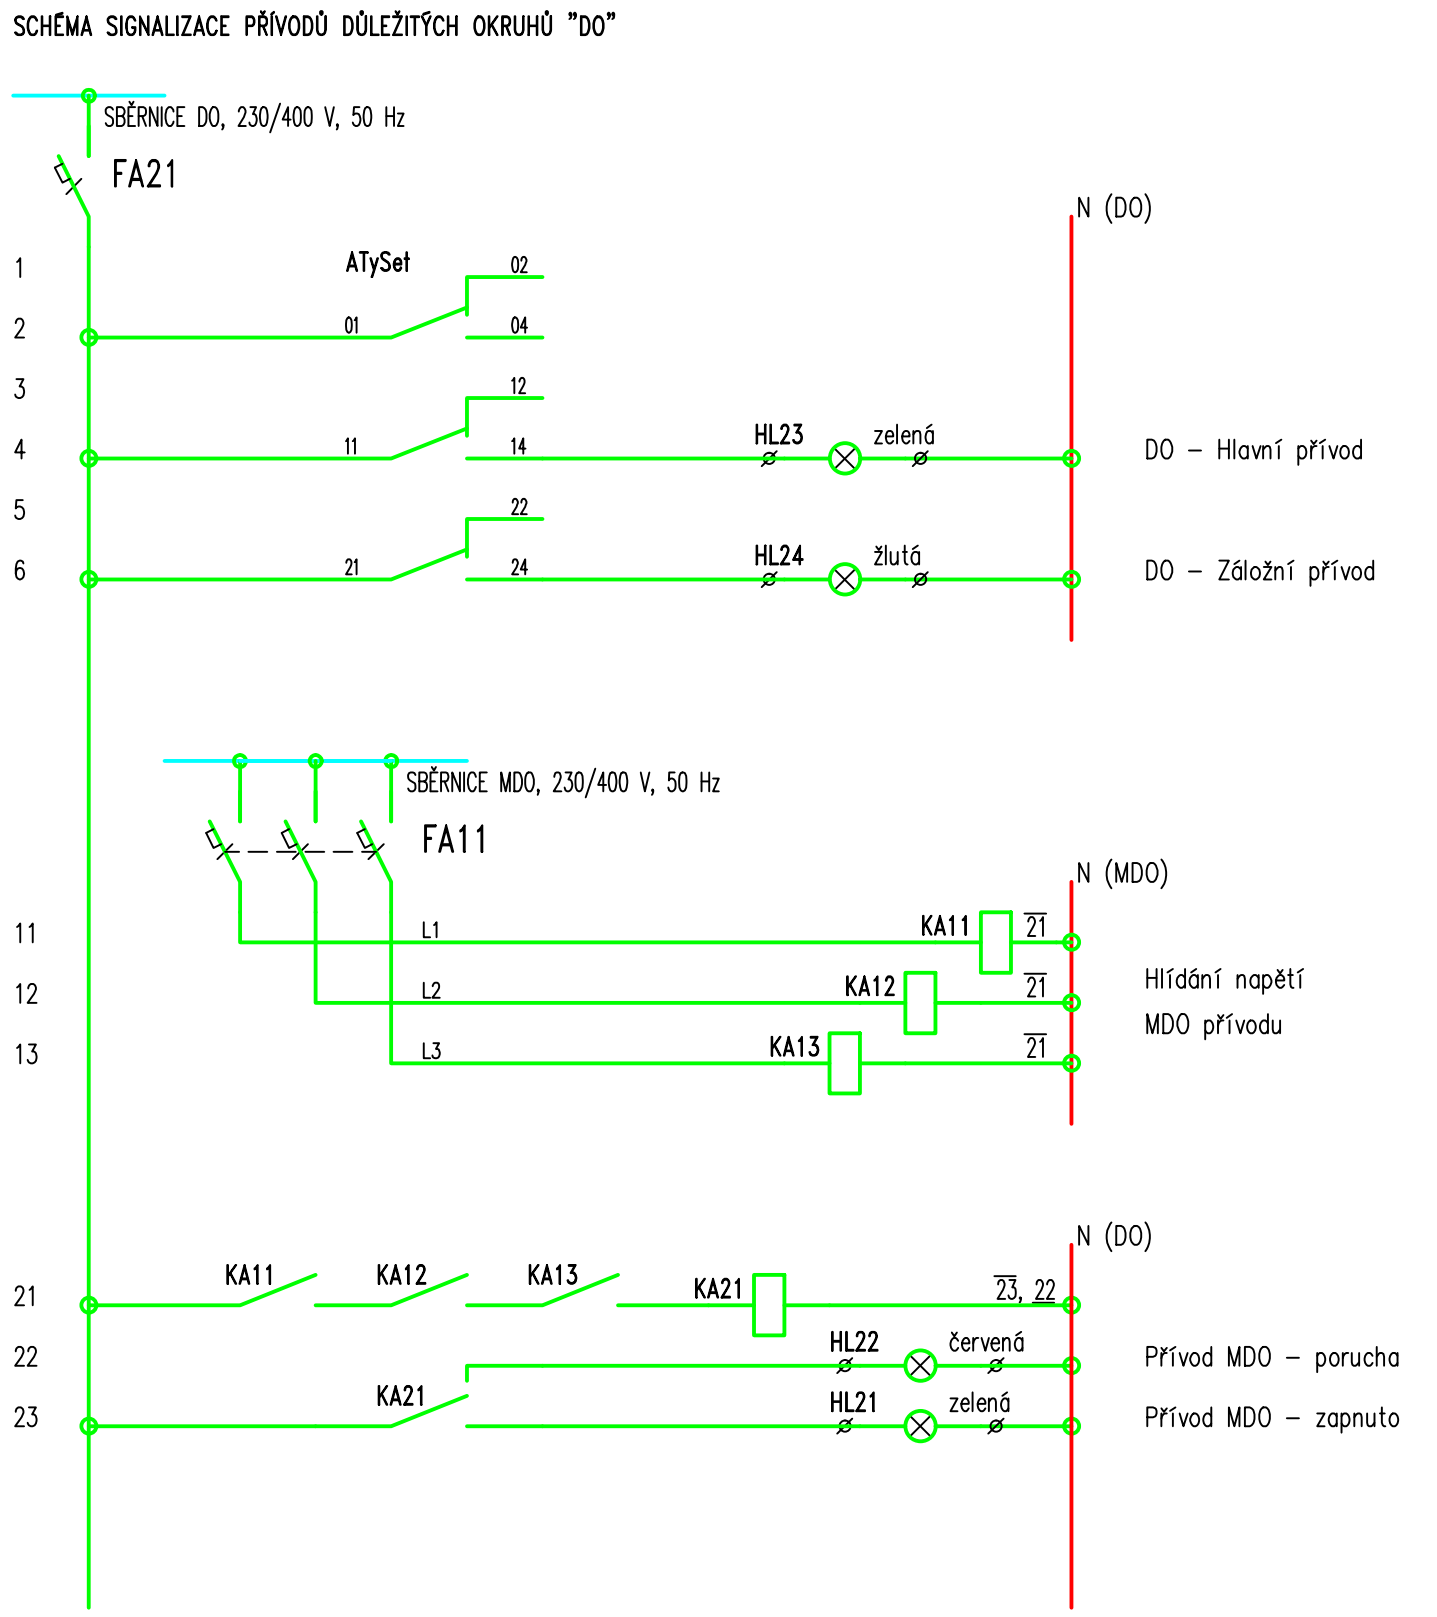 SCHÉMA SIGNALIZACE PŘÍVODŮ DŮLEŽITÝCH OKRUHŮ ”DO”
SBĚRNICE DO, 230/400 V, 50 Hz
FA21
N (DO)
1
ATySet
02
2
01
04
3
12
4
11
14
HL23
zelená
DO – Hlavní přívod
5
22
6
21
24
HL24
žlutá
DO – Záložní přívod
SBĚRNICE MDO, 230/400 V, 50 Hz
FA11
N (MDO)
11
L1
KA11
21
12
L2
KA12
21
Hlídání napětí
MDO přívodu
13
L3
KA13
21
N (DO)
21
KA11
KA12
KA13
KA21
23, 22
22
HL22
červená
Přívod MDO – porucha
23
KA21
HL21
zelená
Přívod MDO – zapnuto